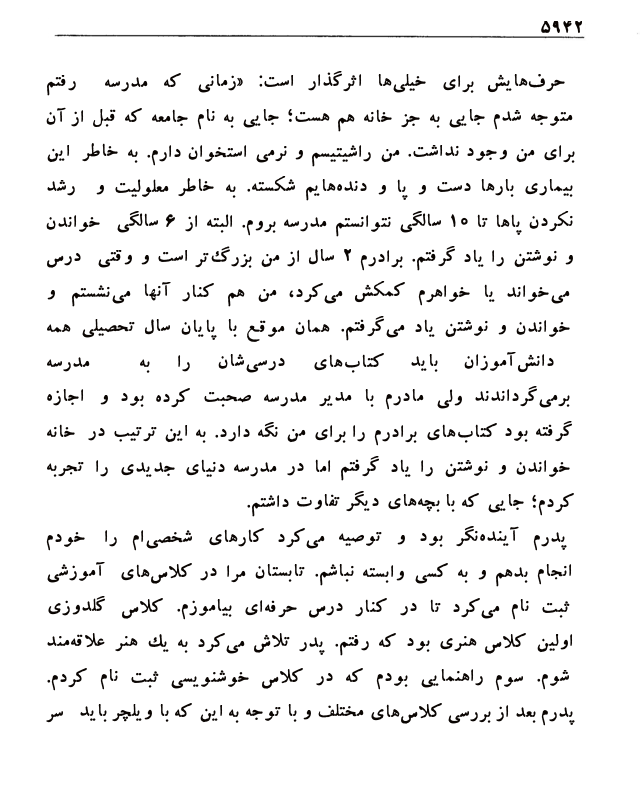 ۵۹۴۲
حرف‌هایش برای خیلی‌ها اثرگذار است: «زمانی که مدرسه رفتم
متوجه شدم جایی به جز خانه هم هست؛ جایی به نام جامعه که قبل از آن
برای من وجود نداشت. من راشیتیسم و نرمی استخوان دارم. به خاطر این
بیماری بارها دست و پا و دنده‌هایم شکسته. به خاطر معلولیت و رشد
نکردن پاها تا ۱۰ سالگی نتوانستم مدرسه بروم. البته از ۶ سالگی خواندن
و نوشتن را یاد گرفتم. برادرم ۲ سال از من بزرگ‌تر است و وقتی درس
می‌خواند یا خواهرم کمکش می‌کرد، من هم کنار آنها می‌نشستم و
خواندن و نوشتن یاد می‌گرفتم. همان موقع با پایان سال تحصیلی همه
دانش‌آموزان باید کتاب‌های درسی‌شان را به مدرسه
برمی‌گرداندند ولی مادرم با مدیر مدرسه صحبت کرده بود و اجازه
گرفته بود کتاب‌های برادرم را برای من نگه دارد. به این ترتیب در خانه
خواندن و نوشتن را یاد گرفتم اما در مدرسه دنیای جدیدی را تجربه
کردم؛ جایی که با بچه‌های دیگر تفاوت داشتم.
پدرم آینده‌نگر بود و توصیه می‌کرد کارهای شخصی‌ام را خودم
انجام بدهم و به کسی وابسته نباشم. تابستان مرا در کلاس‌های آموزشی
ثبت نام می‌کرد تا در کنار درس حرفه‌ای بیاموزم. کلاس گلدوزی
اولین کلاس هنری بود که رفتم. پدر تلاش می‌کرد به یك هنر علاقه‌مند
شوم. سوم راهنمایی بودم که در کلاس خوشنویسی ثبت نام کردم.
پدرم بعد از بررسی کلاس‌های مختلف و با توجه به این که با ویلچر باید سر